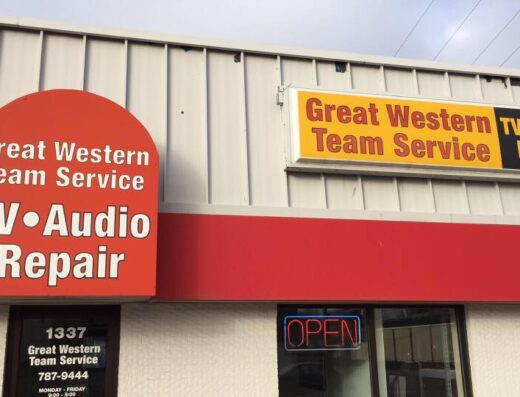 Great Western
Team Service
TV
reat Western
eam Service
V•Audio
Repair
OPEN
1337
Great Western
Team Service
787-9444
MONDAY - FRIDAY